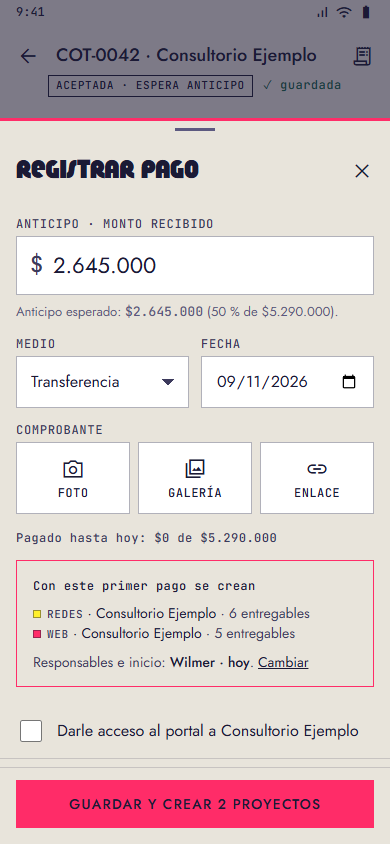 9:41
COT-0042 · Consultorio Ejemplo
ACEPTADA · ESPERA ANTICIPO
✓ guardada
REGISTRAR PAGO
ANTICIPO · MONTO RECIBIDO
$ 2.645.000
Anticipo esperado: $2.645.000 (50 % de $5.290.000).
MEDIO
FECHA
Transferencia
09/11/2026
COMPROBANTE
FOTO
GALERÍA
ENLACE
Pagado hasta hoy: $0 de $5.290.000
Con este primer pago se crean
REDES · Consultorio Ejemplo · 6 entregables
WEB · Consultorio Ejemplo · 5 entregables
Responsables e inicio: Wilmer · hoy. Cambiar
Darle acceso al portal a Consultorio Ejemplo
GUARDAR Y CREAR 2 PROYECTOS